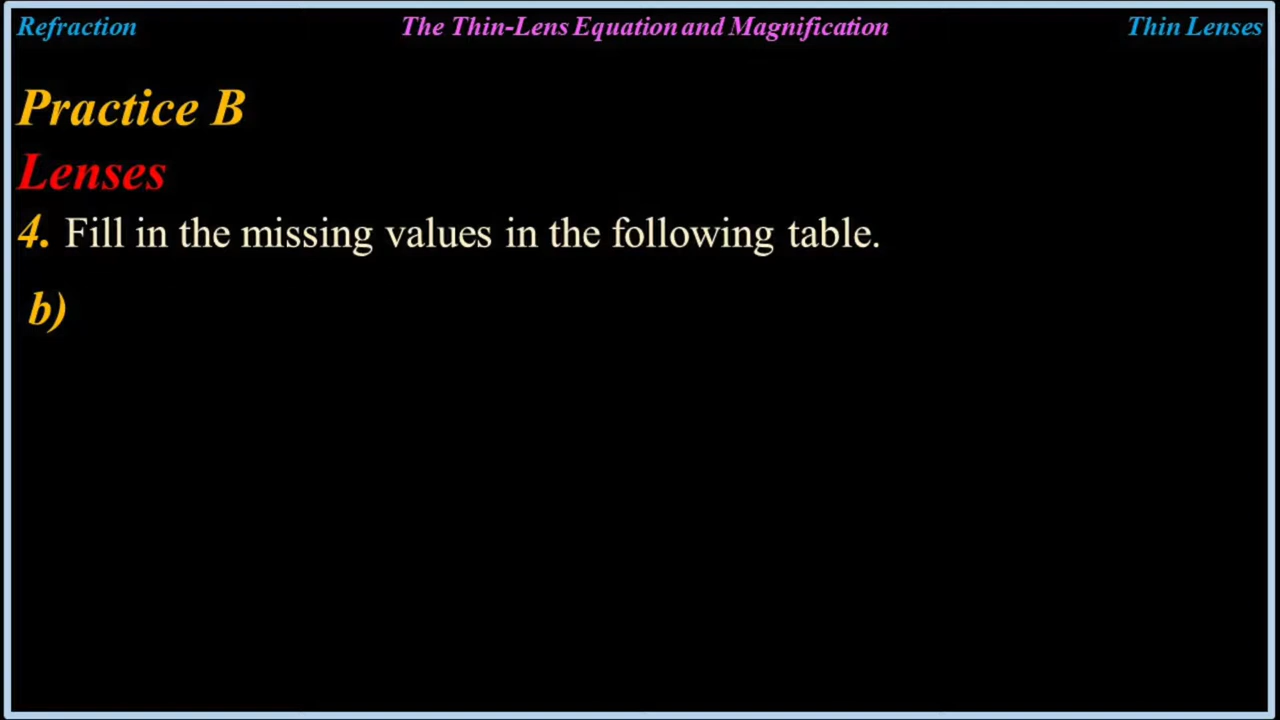 Refraction The Thin-Lens Equation and Magnification Thin Lenses
Practice B
Lenses
4. Fill in the missing values in the following table.
b)